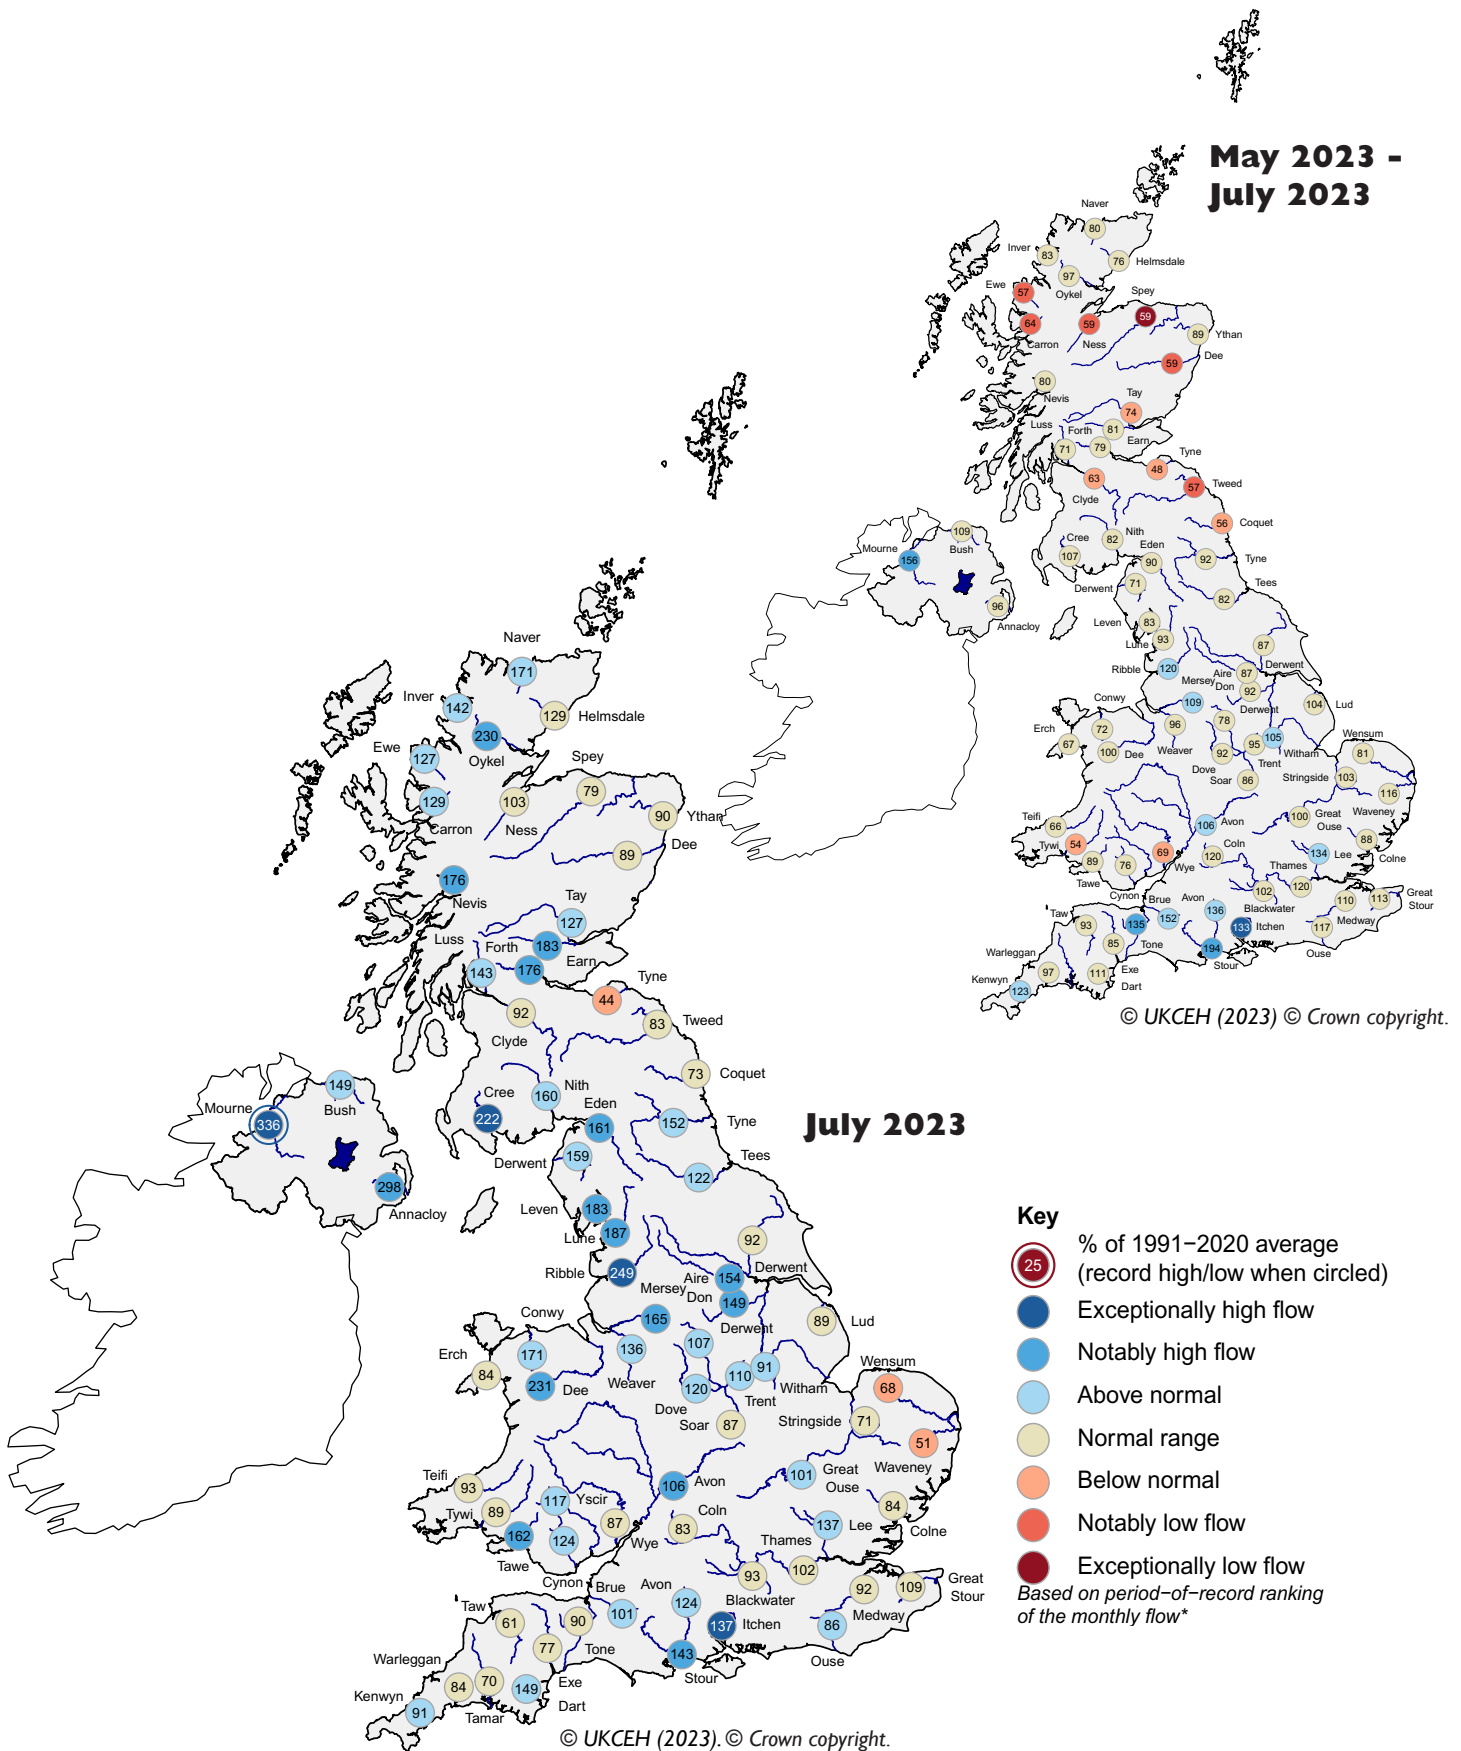 May 2023 -
July 2023
Naver
80
Inver
83
76
Helmsdale
97
Oykel
Ewe
57
Spey
59
64
Carron
59
Ness
89
Ythan
Dee
59
80
Nevis
Tay
74
Luss
Forth
81
Earn
71
79
Tyne
48
63
Clyde
57
Tweed
56
Coquet
109
Bush
Mourne
156
96
Annacloy
Cree
107
Nith
82
Eden
90
92
Tyne
Derwent
71
Tees
82
Leven
83
Lune
93
87
Derwent
Ribble
120
Mersey
Aire
87
Don
92
109
Derwent
104
Lud
Conwy
72
Erch
67
100
Dee
96
Weaver
78
92
Dove
95
Trent
105
Witham
Soar
86
Wensum
81
Stringside
103
116
Waveney
Teifi
66
Tywi
54
89
Tawe
76
Cynon
69
Wye
106
Avon
Coln
120
100
Great
Ouse
88
Colne
134
Lee
Thames
120
102
Blackwater
110
Medway
113
Great
Stour
117
Ouse
Taw
93
Brue
152
Avon
136
133
Itchen
135
Tone
85
Exe
194
Stour
Warleggan
97
111
Dart
Kenwyn
123
© UKCEH (2023) © Crown copyright.
July 2023
Naver
171
Inver
142
129
Helmsdale
230
Oykel
Ewe
127
Spey
79
129
Carron
103
Ness
90
Ythan
Dee
89
176
Nevis
Tay
127
Luss
Forth
183
Earn
143
176
Tyne
44
92
Clyde
83
Tweed
73
Coquet
149
Bush
Mourne
336
298
Annacloy
Cree
222
Nith
160
Eden
161
152
Tyne
Derwent
159
Tees
122
Leven
183
Lune
187
92
Derwent
Ribble
249
Mersey
Aire
154
Don
149
165
Derwent
89
Lud
Conwy
171
Erch
84
231
Dee
136
Weaver
107
120
Dove
110
Trent
91
Witham
Soar
87
Wensum
68
Stringside
71
51
Waveney
Teifi
93
Tywi
89
117
Yscir
162
Tawe
124
Cynon
87
Wye
106
Avon
Coln
83
101
Great
Ouse
84
Colne
137
Lee
Thames
102
93
Blackwater
92
Medway
109
Great
Stour
86
Ouse
Taw
61
Brue
101
Avon
124
137
Itchen
90
Tone
77
Exe
143
Stour
Warleggan
84
70
Tamar
149
Dart
Kenwyn
91
© UKCEH (2023). © Crown copyright.
Key
25
% of 1991−2020 average
(record high/low when circled)
Exceptionally high flow
Notably high flow
Above normal
Normal range
Below normal
Notably low flow
Exceptionally low flow
Based on period−of−record ranking
of the monthly flow*